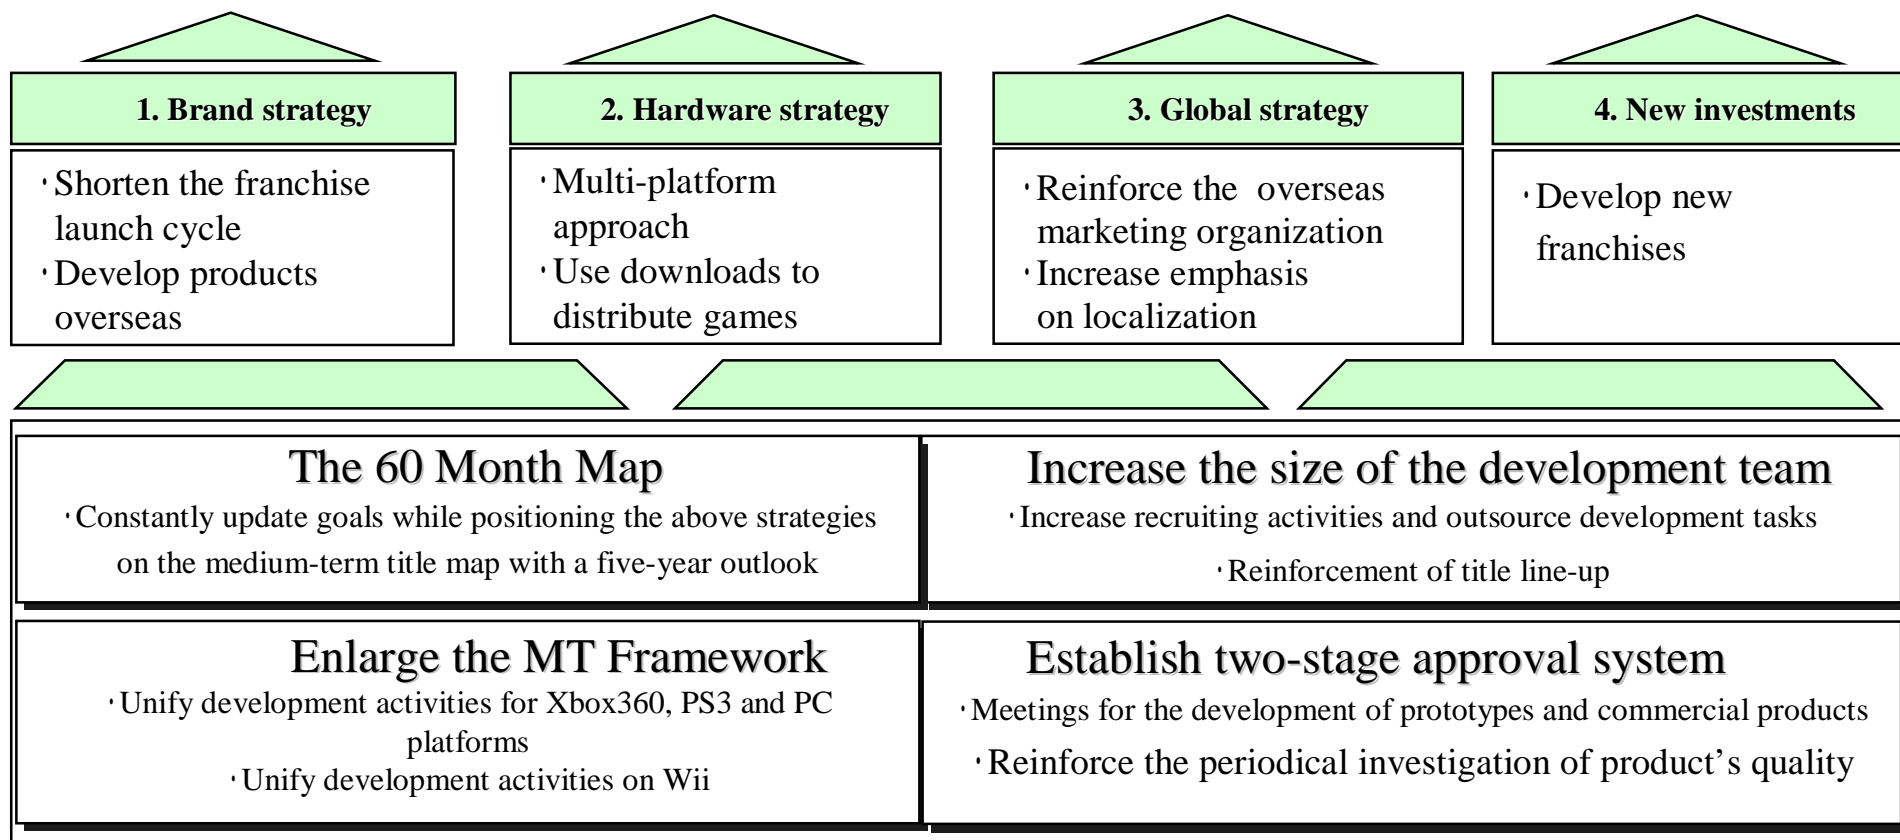 1. Brand strategy
・Shorten the franchise
launch cycle
・Develop products
overseas
2. Hardware strategy
・Multi-platform
approach
・Use downloads to
distribute games
3. Global strategy
・Reinforce the  overseas
marketing organization
・Increase emphasis
on localization
4. New investments
・Develop new
franchises
The 60 Month Map
・Constantly update goals while positioning the above strategies
on the medium-term title map with a five-year outlook
Increase the size of the development team
・Increase recruiting activities and outsource development tasks
・Reinforcement of title line-up
Enlarge the MT Framework
・Unify development activities for Xbox360, PS3 and PC
platforms
・Unify development activities on Wii
Establish two-stage approval system
・Meetings for the development of prototypes and commercial products
・Reinforce the periodical investigation of product’s quality